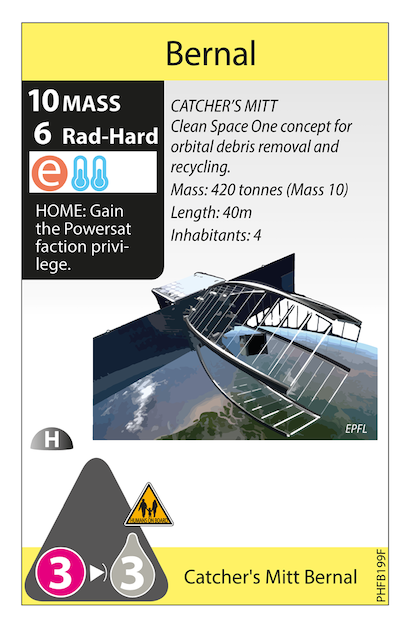 Bernal
10 MASS
6 Rad-Hard
e
HOME: Gain
the Powersat
faction privi-
lege.
CATCHER'S MITT
Clean Space One concept for
orbital debris removal and
recycling.
Mass: 420 tonnes (Mass 10)
Length: 40m
Inhabitants: 4
EPFL
H
HUMANS ON BOARD
3 3
Catcher's Mitt Bernal
PHFB199F